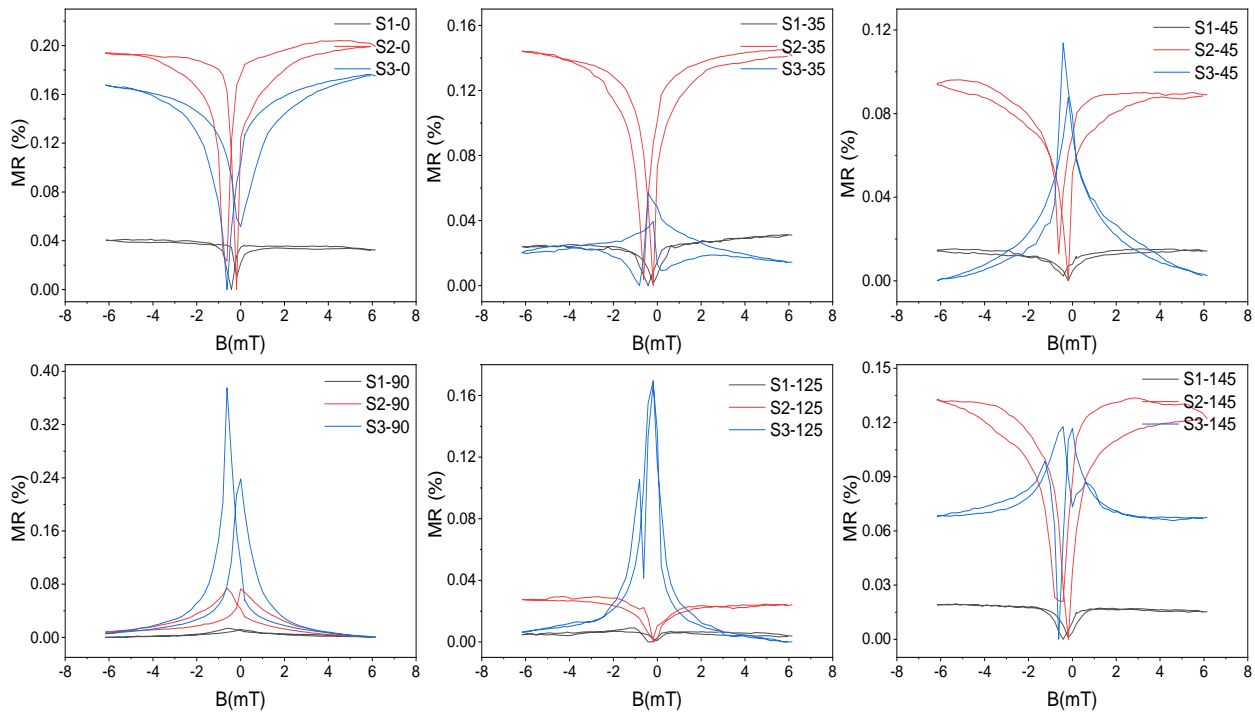 S1-0
S2-0
S3-0
0.20
0.16
0.12
0.08
0.04
0.00
MR (%)
-8 -6 -4 -2 0 2 4 6 8
B(mT)
S1-35
S2-35
S3-35
0.16
0.12
0.08
0.04
0.00
MR (%)
-8 -6 -4 -2 0 2 4 6 8
B(mT)
S1-45
S2-45
S3-45
0.12
0.08
0.04
0.00
MR (%)
-8 -6 -4 -2 0 2 4 6 8
B(mT)
S1-90
S2-90
S3-90
0.40
0.32
0.24
0.16
0.08
0.00
MR (%)
-8 -6 -4 -2 0 2 4 6 8
B(mT)
S1-125
S2-125
S3-125
0.16
0.12
0.08
0.04
0.00
MR (%)
-8 -6 -4 -2 0 2 4 6 8
B(mT)
S1-145
S2-145
S3-145
0.15
0.12
0.09
0.06
0.03
0.00
MR (%)
-8 -6 -4 -2 0 2 4 6 8
B(mT)